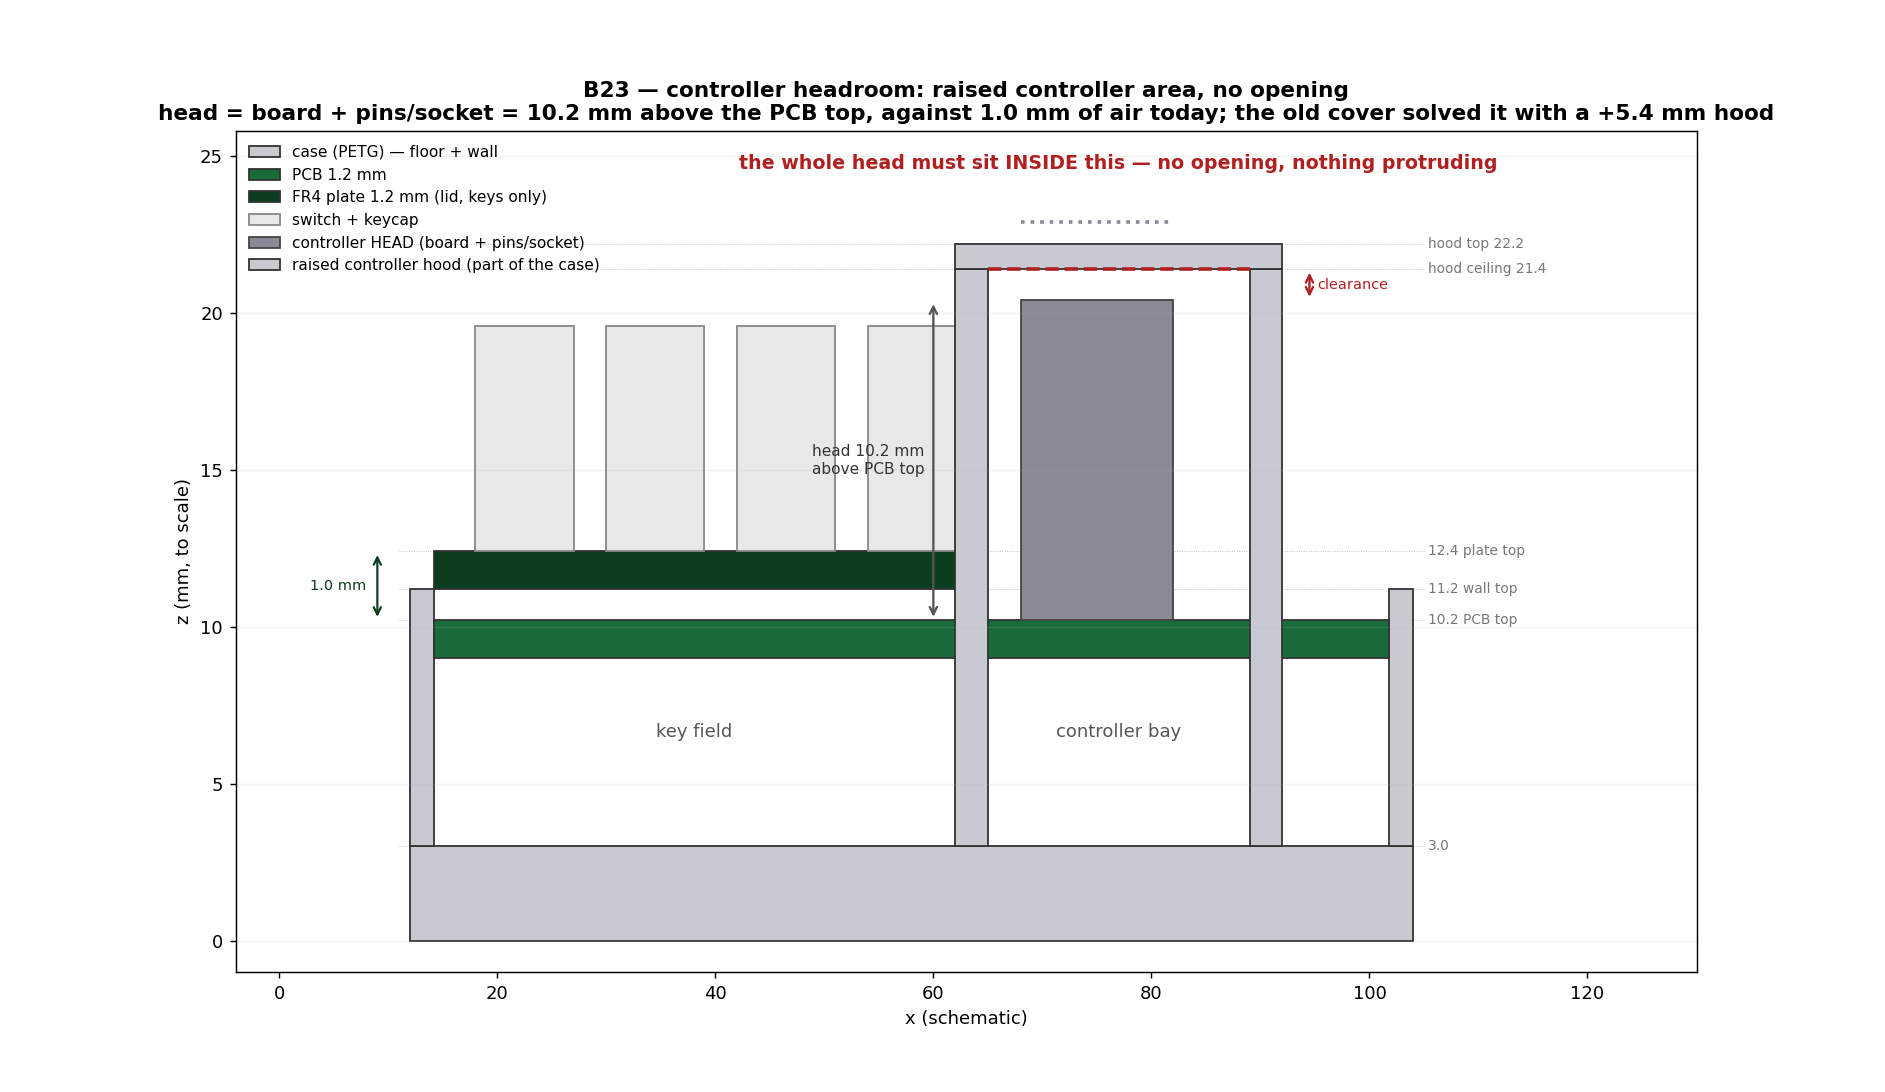 B23 — controller headroom: raised controller area, no opening
head = board + pins/socket = 10.2 mm above the PCB top, against 1.0 mm of air today; the old cover solved it with a +5.4 mm hood
the whole head must sit INSIDE this — no opening, nothing protruding
case (PETG) — floor + wall
PCB 1.2 mm
FR4 plate 1.2 mm (lid, keys only)
switch + keycap
controller HEAD (board + pins/socket)
raised controller hood (part of the case)
hood top 22.2
hood ceiling 21.4
clearance
head 10.2 mm
above PCB top
12.4 plate top
1.0 mm
11.2 wall top
10.2 PCB top
key field
controller bay
3.0
z (mm, to scale)
25
20
15
10
5
0
0
20
40
60
80
100
120
x (schematic)